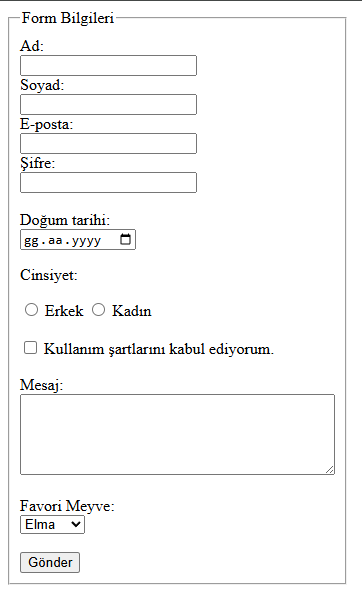 Form Bilgileri
Ad:
Soyad:
E-posta:
Şifre:
Doğum tarihi:
gg.aa.yyyy
Cinsiyet:
Erkek Kadın
Kullanım şartlarını kabul ediyorum.
Mesaj:
Favori Meyve:
Elma
Gönder